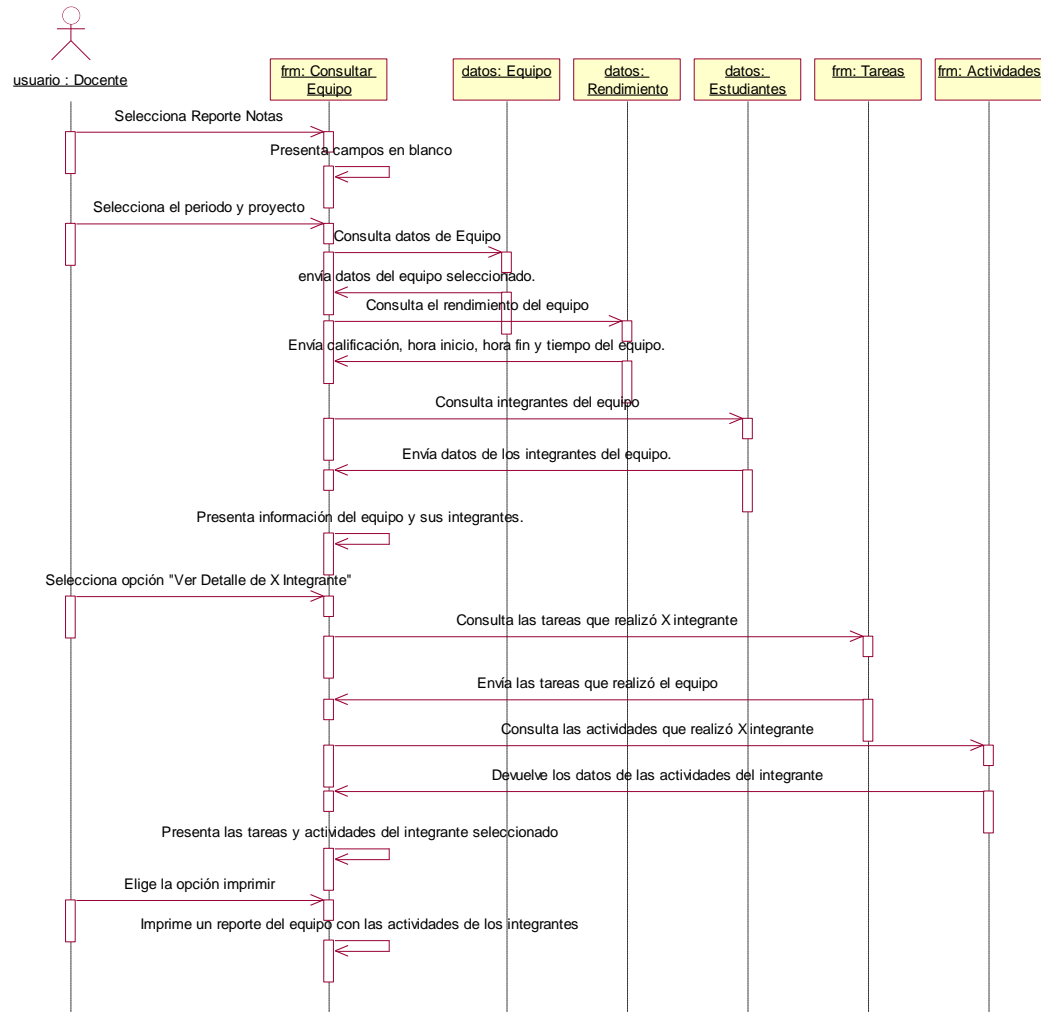 usuario : Docente
frm: Consultar
Equipo
datos: Equipo
datos:
Rendimiento
datos:
Estudiantes
frm: Tareas
frm: Actividades
Selecciona Reporte Notas
Presenta campos en blanco
Selecciona el periodo y proyecto
Consulta datos de Equipo
envía datos del equipo seleccionado.
Consulta el rendimiento del equipo
Envía calificación, hora inicio, hora fin y tiempo del equipo.
Consulta integrantes del equipo
Envía datos de los integrantes del equipo.
Presenta información del equipo y sus integrantes.
Selecciona opción "Ver Detalle de X Integrante"
Consulta las tareas que realizó X integrante
Envía las tareas que realizó el equipo
Consulta las actividades que realizó X integrante
Devuelve los datos de las actividades del integrante
Presenta las tareas y actividades del integrante seleccionado
Elige la opción imprimir
Imprime un reporte del equipo con las actividades de los integrantes